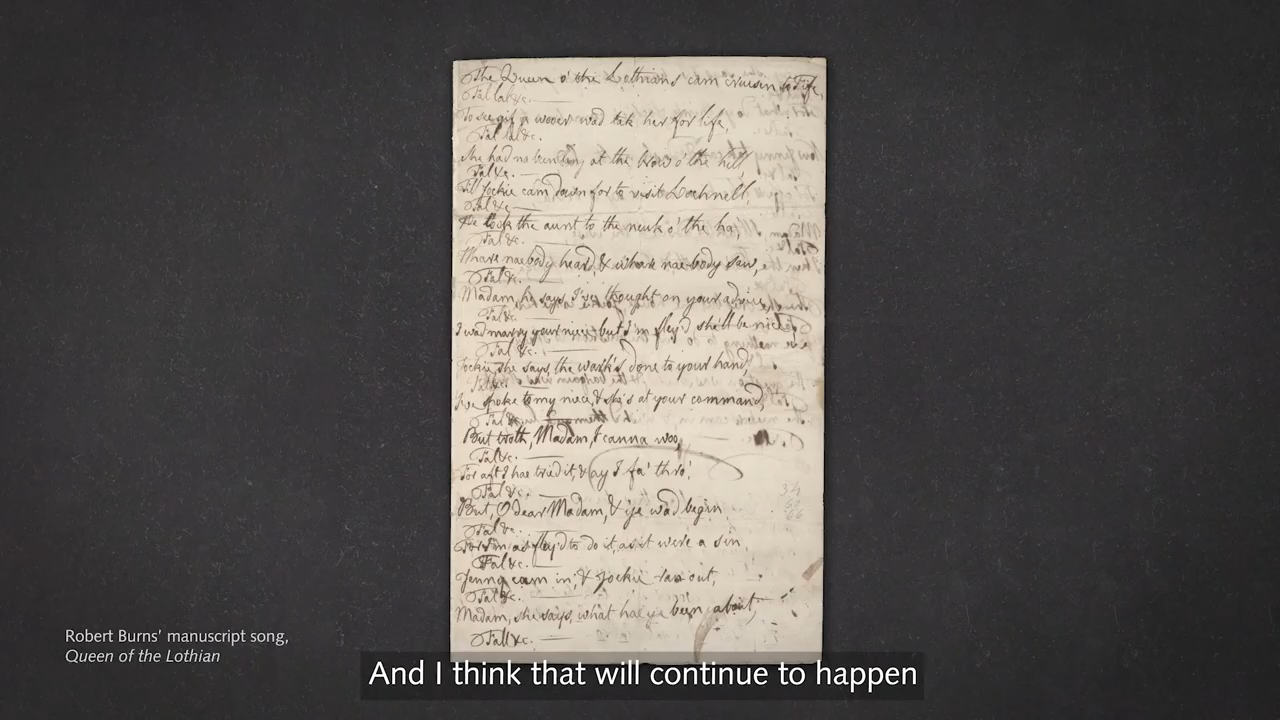 The Queen o' the Lothians cam cruisin to Fife,
Fal lal &c.
To see gif a wooer wad tak her for life,
Fal lal &c.
She had na been lang at the brow o' the hill,
Fal &c.
Till Jockie cam down for to visit Lochnell,
Fal &c.
He took the aunt to the neuk o' the ha',
Fal &c.
Whare naebody heard, & whare naebody saw,
Fal &c.
Madam, he says, I've thought on your advice,
Fal &c.
I wad marry your niece, but I'm fley'd she'll be nice,
Fal &c.
Jockie, she says, the wark's done to your hand,
Fal &c.
I've spoke to my niece, & she's at your command,
Fal &c.
But troth, Madam, I canna woo,
Fal &c.
For aft I hae tried it, & ay I fa' thro',
Fal &c.
But, O dear Madam, & ye wad begin,
Fal &c.
For I'm as fley'd to do it, as it were a sin,
Fal &c.
Jenny cam in, & Jockie ran out,
Fal &c.
Madam, she says, what hae ye been about,
Fal &c.
Robert Burns' manuscript song,
Queen of the Lothian
And I think that will continue to happen